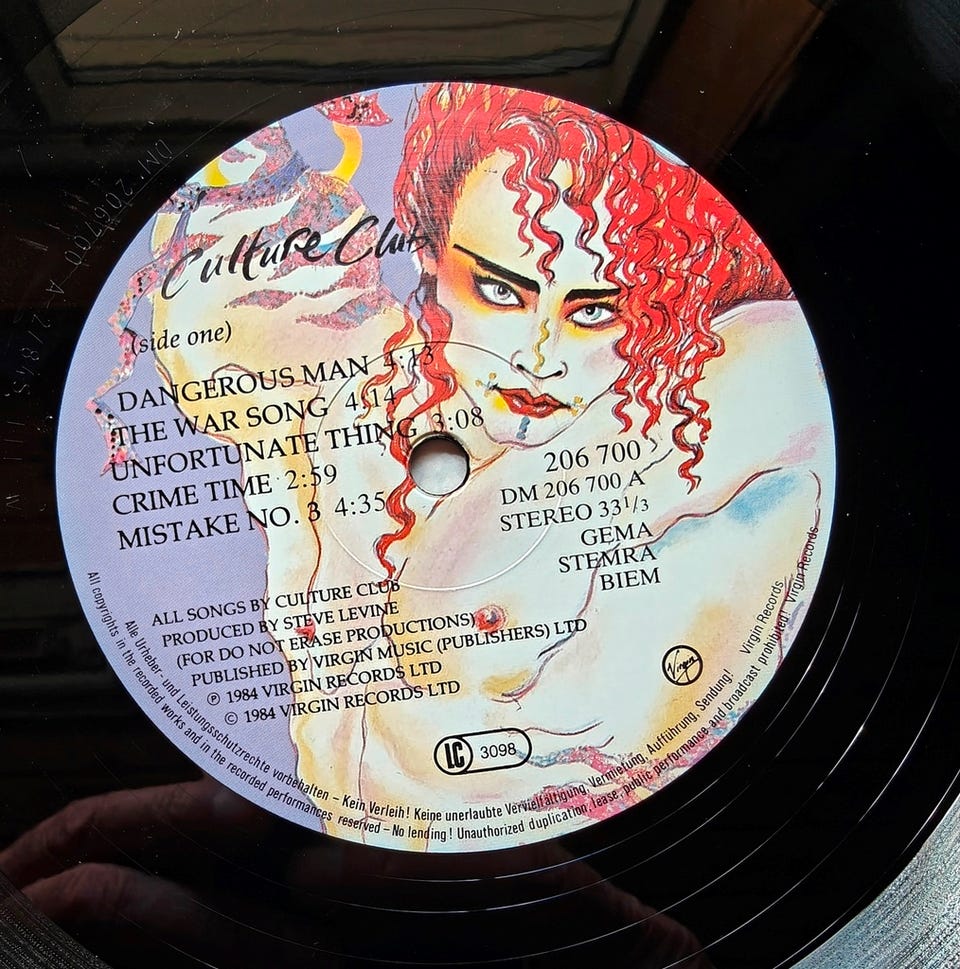 Culture Club
(side one)
DANGEROUS MAN 4:13
THE WAR SONG 4:14
UNFORTUNATE THING 3:08
CRIME TIME 2:59
MISTAKE NO. 3 4:35
206 700
DM 206 700 A
STEREO 33 1/3
GEMA
STEMRA
BIEM
ALL SONGS BY CULTURE CLUB
PRODUCED BY STEVE LEVINE
(FOR DO NOT ERASE PRODUCTIONS)
PUBLISHED BY VIRGIN MUSIC (PUBLISHERS) LTD
℗ 1984 VIRGIN RECORDS LTD
© 1984 VIRGIN RECORDS LTD
Virgin
LC 3098
Alle Urheber- und Leistungsschutzrechte vorbehalten – Kein Verleih! Keine unerlaubte Vervielfältigung, Vermietung, Aufführung, Sendung! Virgin Records
All copyrights in the recorded works and in the recorded performances reserved – No lending! Unauthorized duplication, lease, public performance and broadcast prohibited! Virgin Records
DM 206700 A